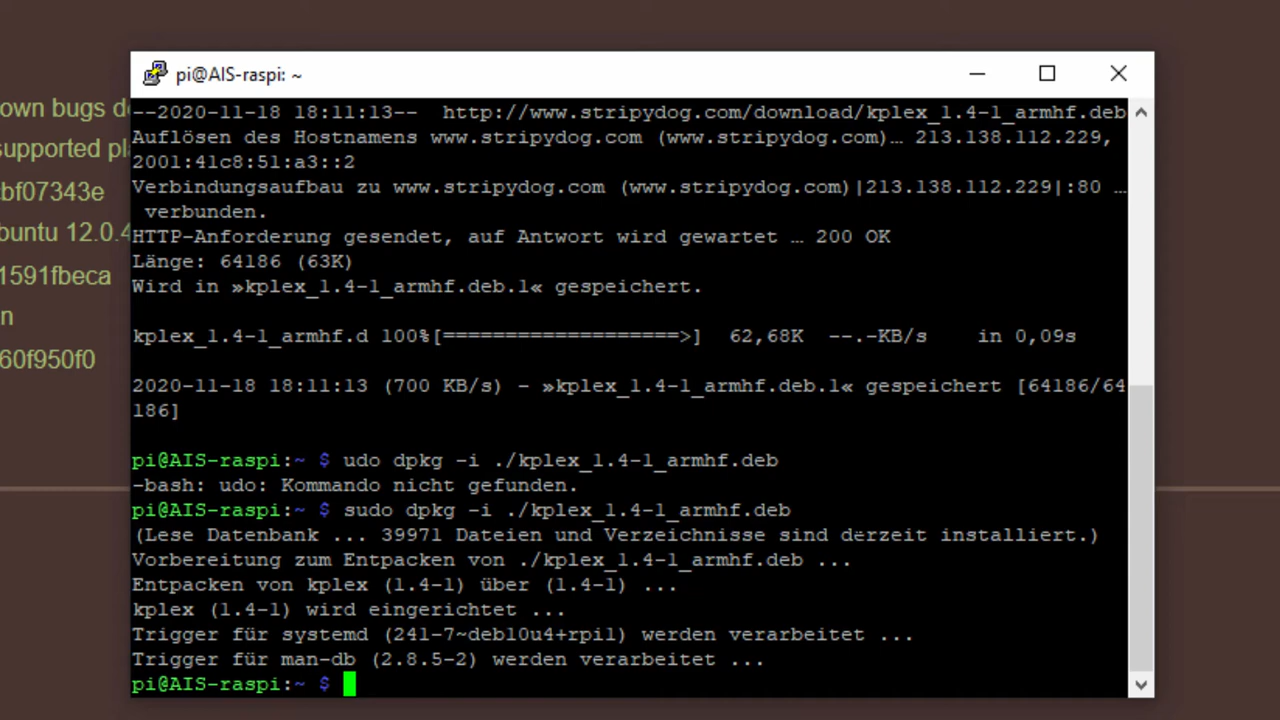 pi@AIS-raspi: ~
own bugs d
supported pl
bf07343e
buntu 12.0.4
1591fbeca
n
60f950f0
--2020-11-18 18:11:13-- http://www.stripydog.com/download/kplex_1.4-1_armhf.deb
Auflösen des Hostnamens www.stripydog.com (www.stripydog.com)… 213.138.112.229,
2001:41c8:51:a3::2
Verbindungsaufbau zu www.stripydog.com (www.stripydog.com)|213.138.112.229|:80 …
verbunden.
HTTP-Anforderung gesendet, auf Antwort wird gewartet … 200 OK
Länge: 64186 (63K)
Wird in »kplex_1.4-1_armhf.deb.1« gespeichert.
kplex_1.4-1_armhf.d 100%[===================>] 62,68K --.-KB/s in 0,09s
2020-11-18 18:11:13 (700 KB/s) - »kplex_1.4-1_armhf.deb.1« gespeichert [64186/64
186]
pi@AIS-raspi:~ $ udo dpkg -i ./kplex_1.4-1_armhf.deb
-bash: udo: Kommando nicht gefunden.
pi@AIS-raspi:~ $ sudo dpkg -i ./kplex_1.4-1_armhf.deb
(Lese Datenbank ... 39971 Dateien und Verzeichnisse sind derzeit installiert.)
Vorbereitung zum Entpacken von ./kplex_1.4-1_armhf.deb ...
Entpacken von kplex (1.4-1) über (1.4-1) ...
kplex (1.4-1) wird eingerichtet ...
Trigger für systemd (241-7~deb10u4+rpi1) werden verarbeitet ...
Trigger für man-db (2.8.5-2) werden verarbeitet ...
pi@AIS-raspi:~ $